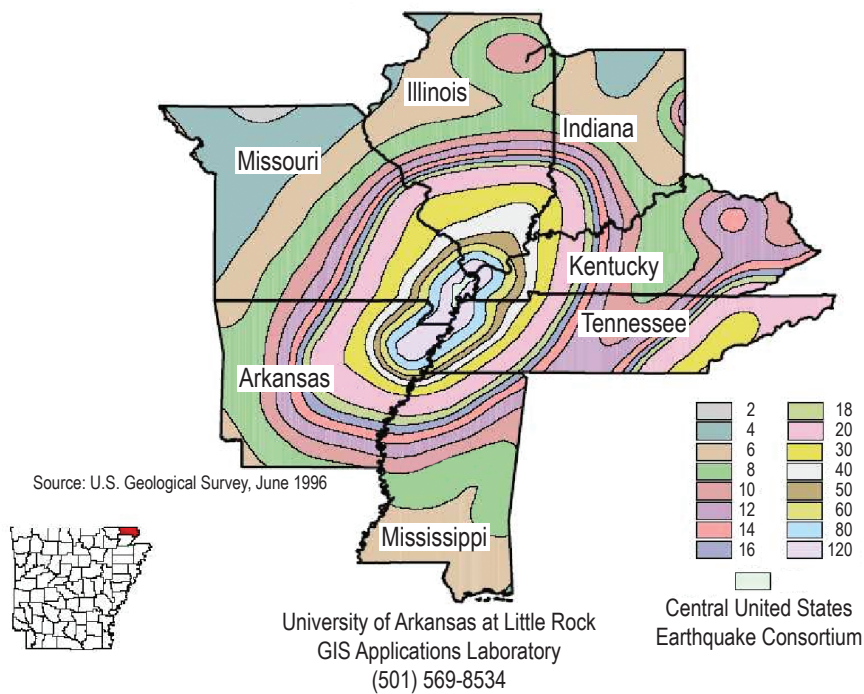 Illinois
Indiana
Missouri
Kentucky
Tennessee
Arkansas
Mississippi
2
4
6
8
10
12
14
16
18
20
30
40
50
60
80
120
Source: U.S. Geological Survey, June 1996
University of Arkansas at Little Rock
GIS Applications Laboratory
(501) 569-8534
Central United States
Earthquake Consortium